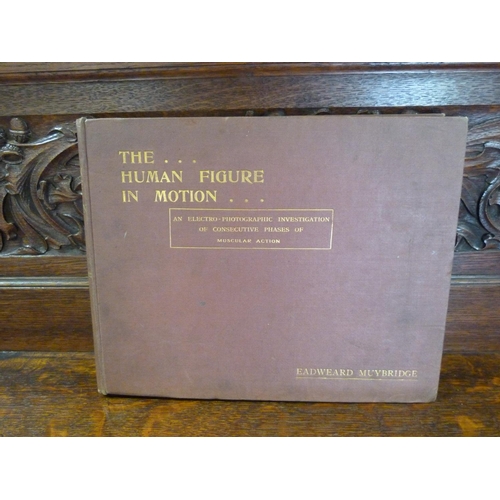 THE . . .
HUMAN FIGURE
IN MOTION . . .
AN ELECTRO-PHOTOGRAPHIC INVESTIGATION
OF CONSECUTIVE PHASES OF
MUSCULAR ACTION
EADWEARD MUYBRIDGE